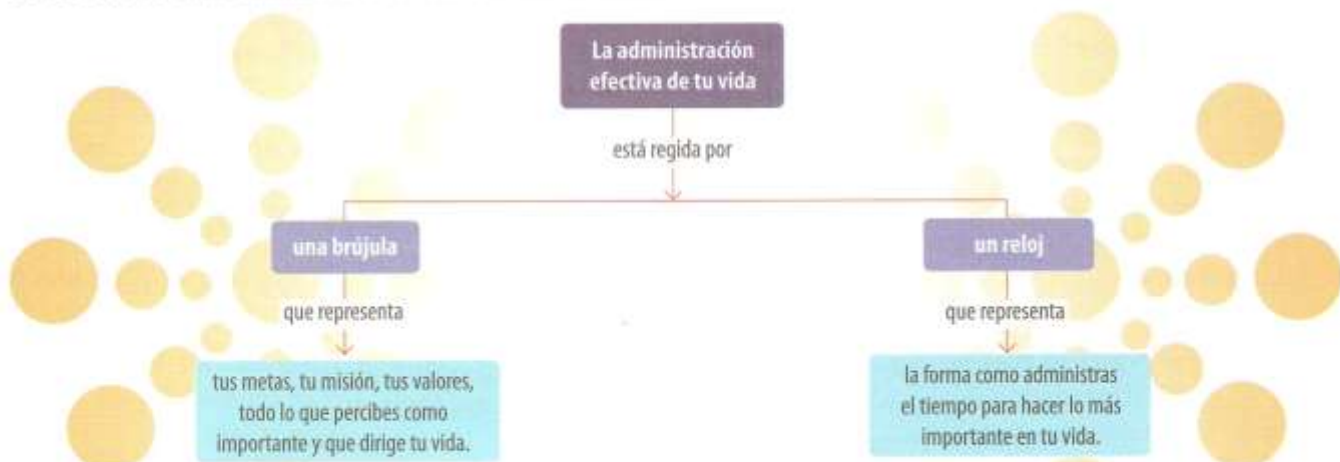 La administración
efectiva de tu vida
está regida por
una brújula
un reloj
que representa
que representa
tus metas, tu misión, tus valores,
todo lo que percibes como
importante y que dirige tu vida.
la forma como administras
el tiempo para hacer lo más
importante en tu vida.